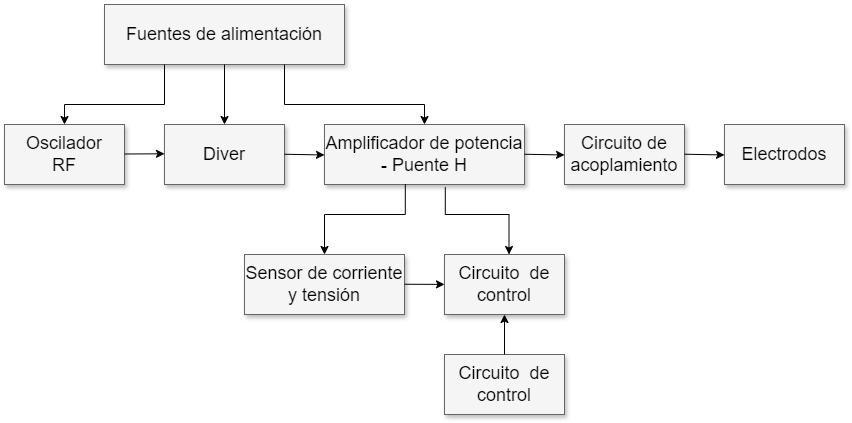 Fuentes de alimentación
Oscilador
RF
Diver
Amplificador de potencia
- Puente H
Circuito de
acoplamiento
Electrodos
Sensor de corriente
y tensión
Circuito de
control
Circuito de
control